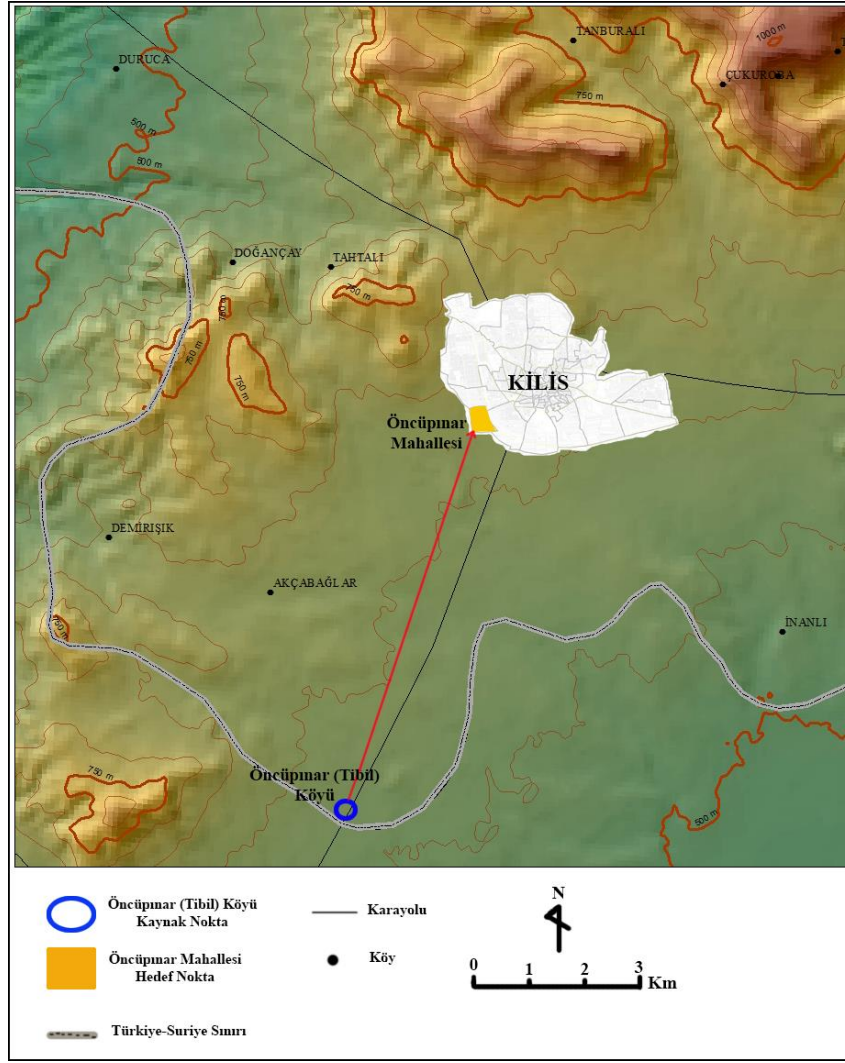 TANBURALI
1000 m
DURUCA
ÇUKUROBA
750 m
500 m
500 m
DOĞANÇAY
TAHTALI
750 m
750 m
750 m
750 m
KİLİS
Öncüpınar
Mahallesi
DEMİRIŞIK
AKÇABAĞLAR
750 m
İNANLI
Öncüpınar (Tibil)
Köyü
750 m
500 m
Öncüpınar (Tibil) Köyü
Kaynak Nokta
Karayolu
N
Öncüpınar Mahallesi
Hedef Nokta
Köy
0 1 2 3
Km
Türkiye-Suriye Sınırı